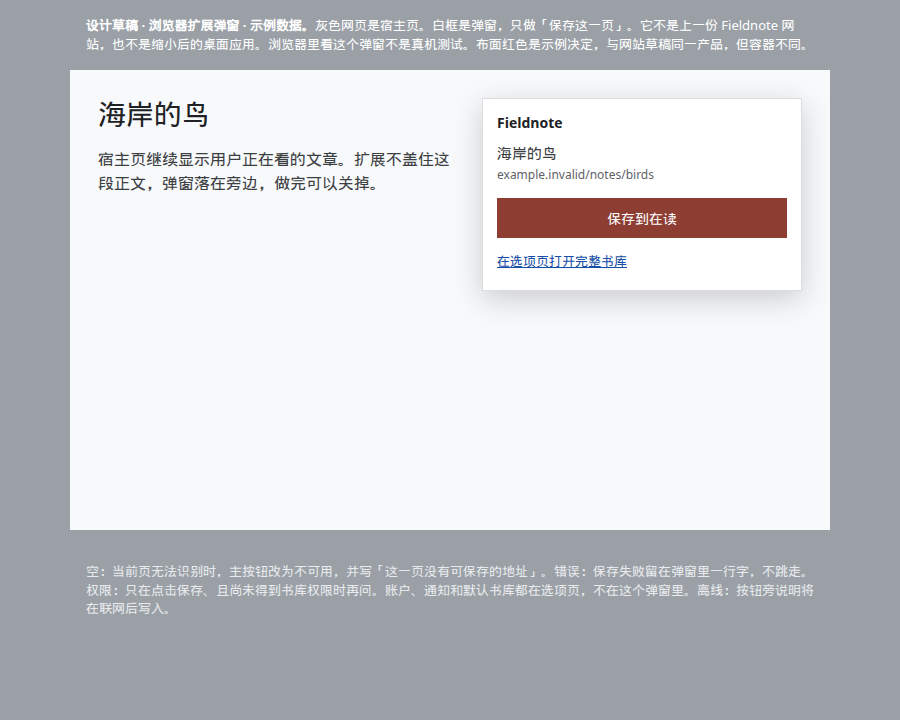 设计草稿 · 浏览器扩展弹窗 · 示例数据。灰色网页是宿主页。白框是弹窗，只做「保存这一页」。它不是上一份 Fieldnote 网
站，也不是缩小后的桌面应用。浏览器里看这个弹窗不是真机测试。布面红色是示例决定，与网站草稿同一产品，但容器不同。
海岸的鸟
宿主页继续显示用户正在看的文章。扩展不盖住这
段正文，弹窗落在旁边，做完可以关掉。
Fieldnote
海岸的鸟
example.invalid/notes/birds
保存到在读
在选项页打开完整书库
空：当前页无法识别时，主按钮改为不可用，并写「这一页没有可保存的地址」。错误：保存失败留在弹窗里一行字，不跳走。
权限：只在点击保存、且尚未得到书库权限时再问。账户、通知和默认书库都在选项页，不在这个弹窗里。离线：按钮旁说明将
在联网后写入。